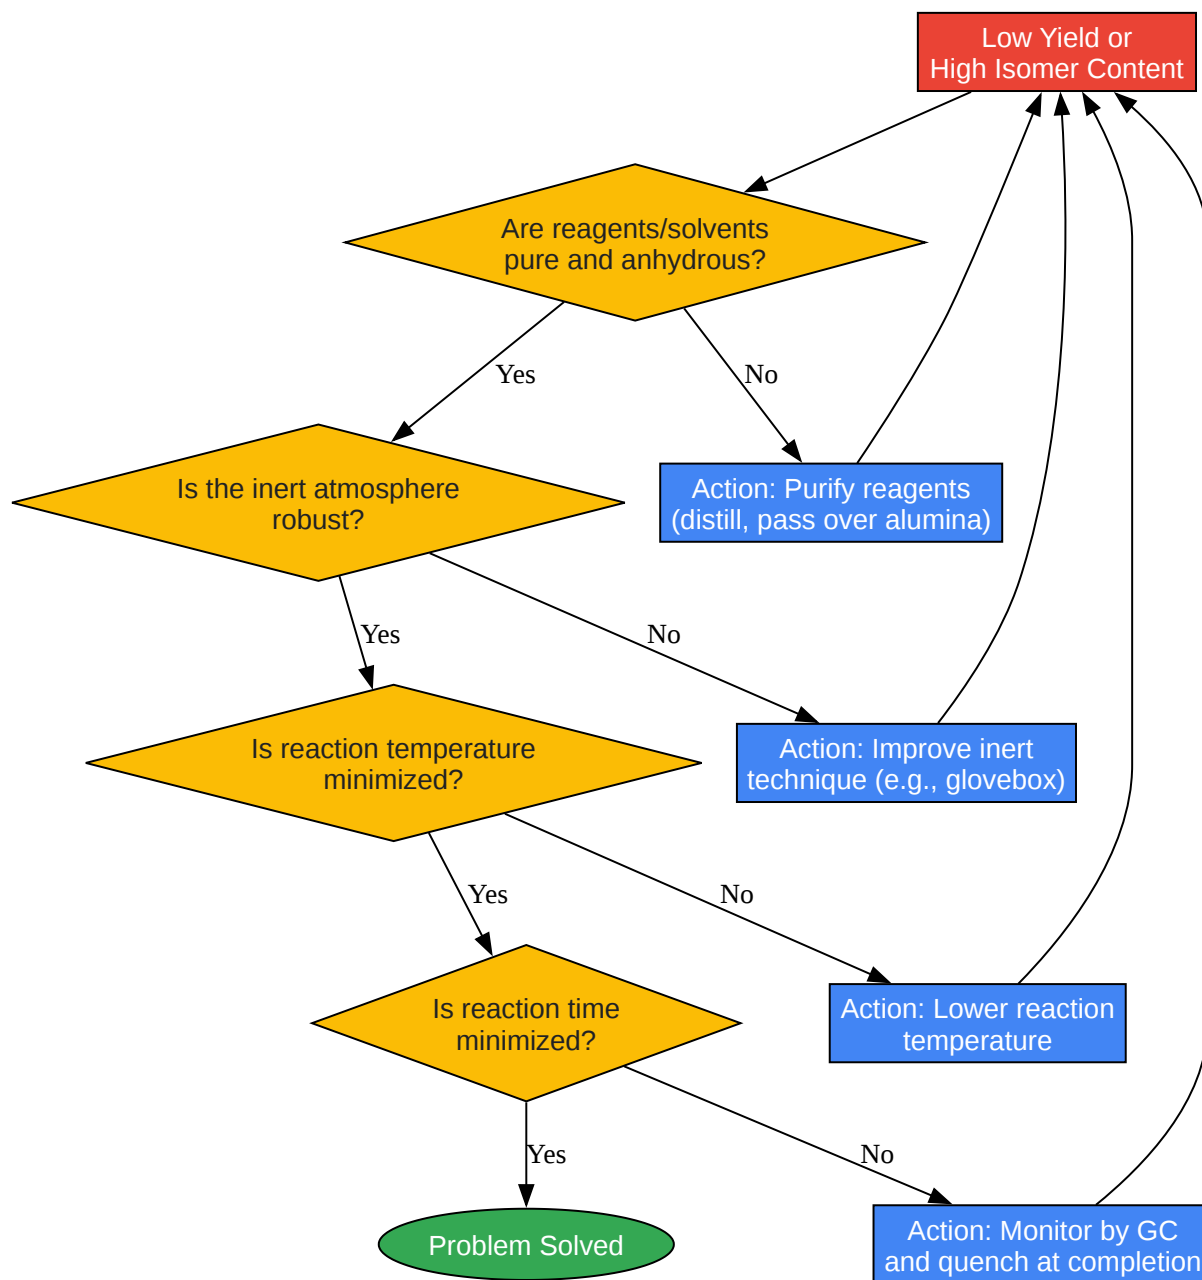 Low Yield or
High Isomer Content
Are reagents/solvents
pure and anhydrous?
Yes
No
Is the inert atmosphere
robust?
Action: Purify reagents
(distill, pass over alumina)
Yes
No
Is reaction temperature
minimized?
Action: Improve inert
technique (e.g., glovebox)
Yes
No
Is reaction time
minimized?
Action: Lower reaction
temperature
Yes
No
Problem Solved
Action: Monitor by GC
and quench at completion